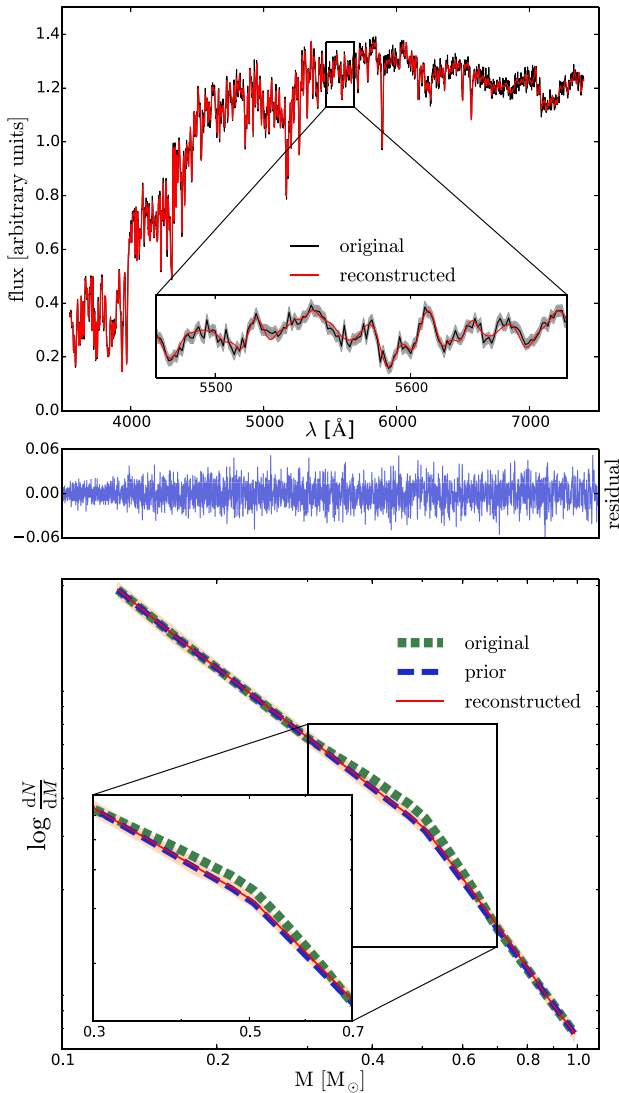 1.4
1.2
1.0
0.8
0.6
0.4
0.2
0.0
flux [arbitrary units]
original
reconstructed
5500 5600
4000 5000 6000 7000
λ [Å]
0.06
0.00
−0.06
residual
original
prior
reconstructed
log dN/dM
0.3 0.5 0.7
0.1 0.2 0.4 0.6 0.8 1.0
M [M⊙]